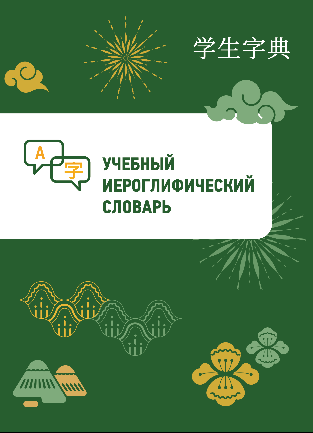 学生字典
A
字
УЧЕБНЫЙ
ИЕРОГЛИФИЧЕСКИЙ
СЛОВАРЬ